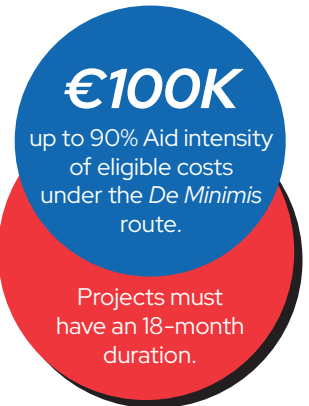 €100K
up to 90% Aid intensity
of eligible costs
under the De Minimis
route.
Projects must
have an 18-month
duration.